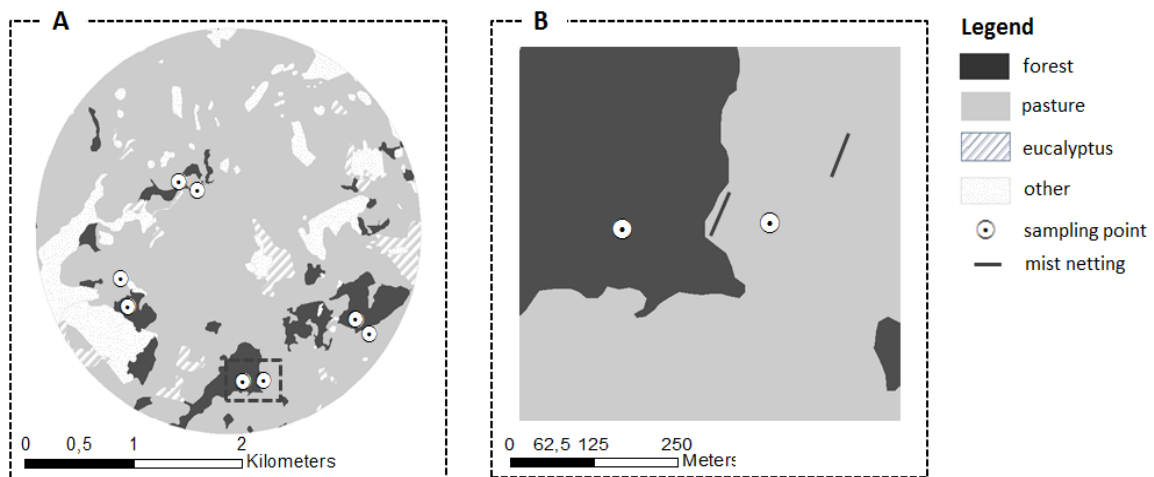 A
B
Legend
forest
pasture
eucalyptus
other
sampling point
mist netting
0 0,5 1 2
Kilometers
0 62,5 125 250
Meters